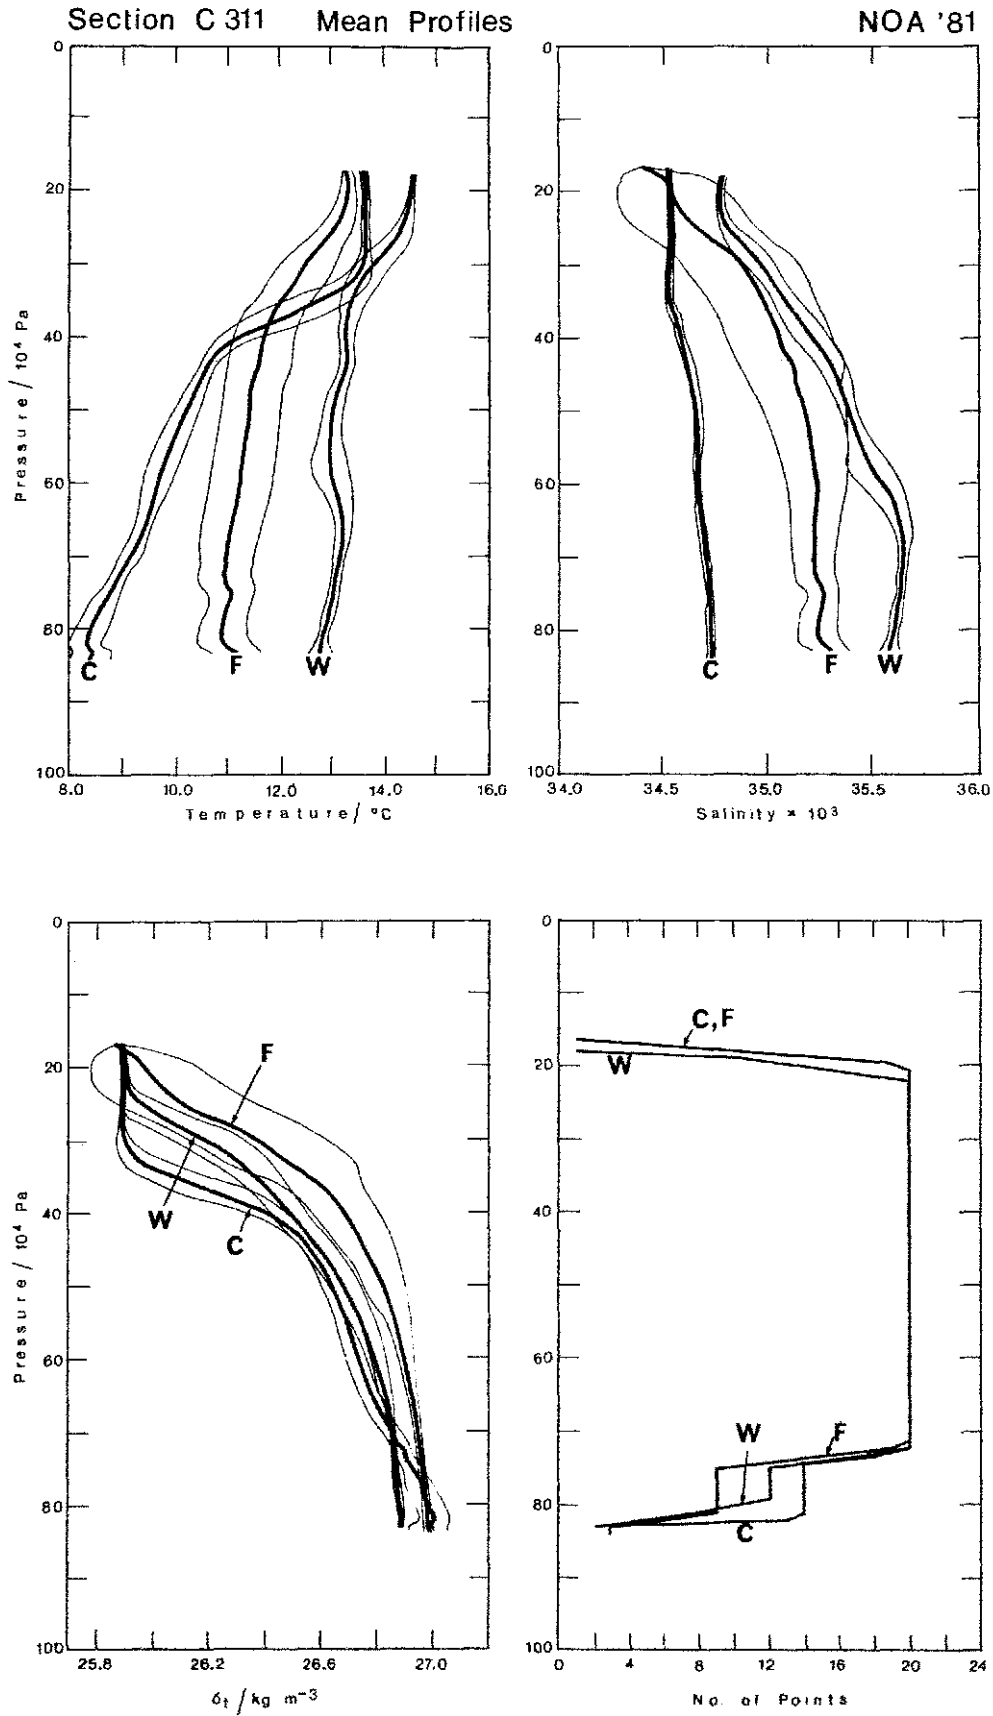 Section C 311 Mean Profiles NOA '81
0
20
40
60
80
100
Pressure / 10⁴ Pa
C F W
8.0 10.0 12.0 14.0 16.0
Temperature / °C
0
20
40
60
80
100
C F W
34.0 34.5 35.0 35.5 36.0
Salinity × 10³
0
20
40
60
80
100
Pressure / 10⁴ Pa
F
W
C
25.8 26.2 26.6 27.0
σt / kg m⁻³
0
20
40
60
80
100
C,F
W
W F
C
0 4 8 12 16 20 24
No. of Points